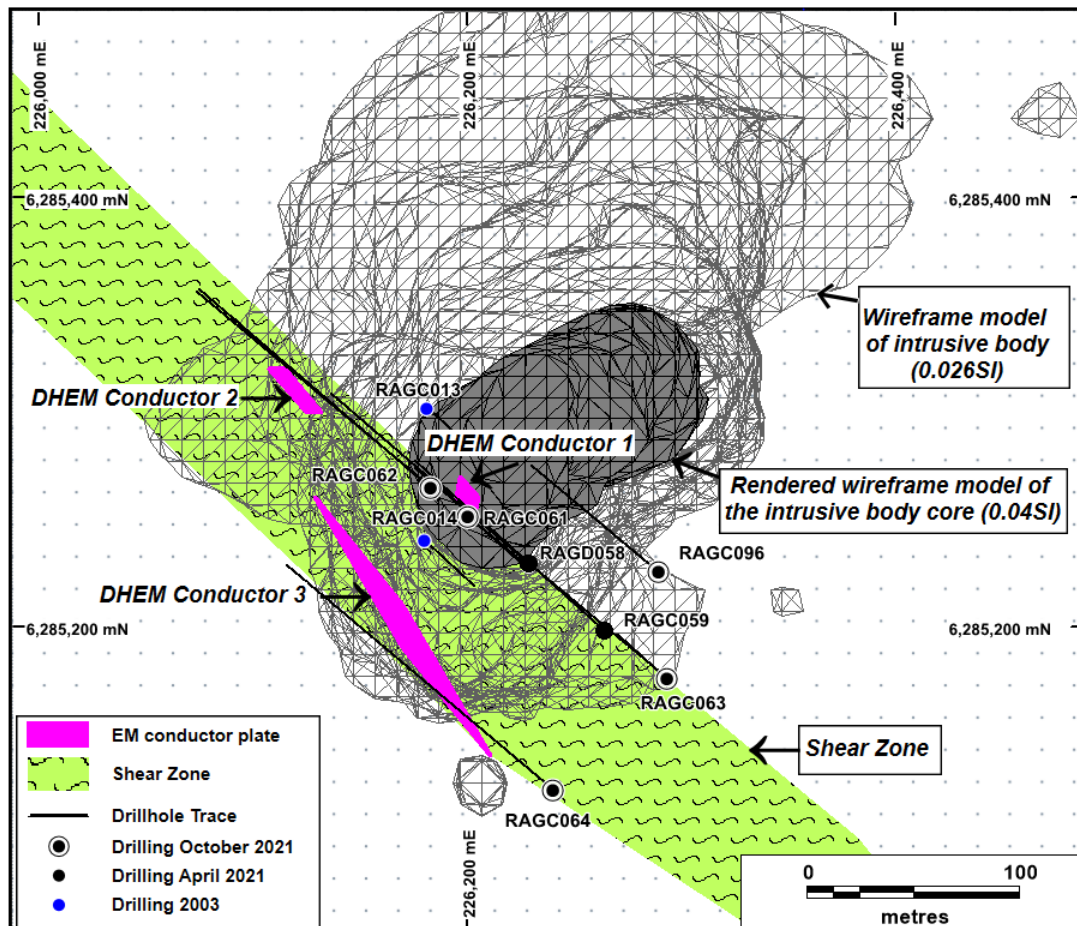 226,000 mE
226,200 mE
226,400 mE
6,285,400 mN
6,285,400 mN
Wireframe model
of intrusive body
(0.026SI)
DHEM Conductor 2
RAGC013
DHEM Conductor 1
RAGC062
Rendered wireframe model of
the intrusive body core (0.04SI)
RAGC014
RAGC061
RAGD058
RAGC096
DHEM Conductor 3
RAGC059
6,285,200 mN
6,285,200 mN
RAGC063
EM conductor plate
Shear Zone
Shear Zone
Drillhole Trace
RAGC064
Drilling October 2021
Drilling April 2021
Drilling 2003
226,200 mE
0 100
metres